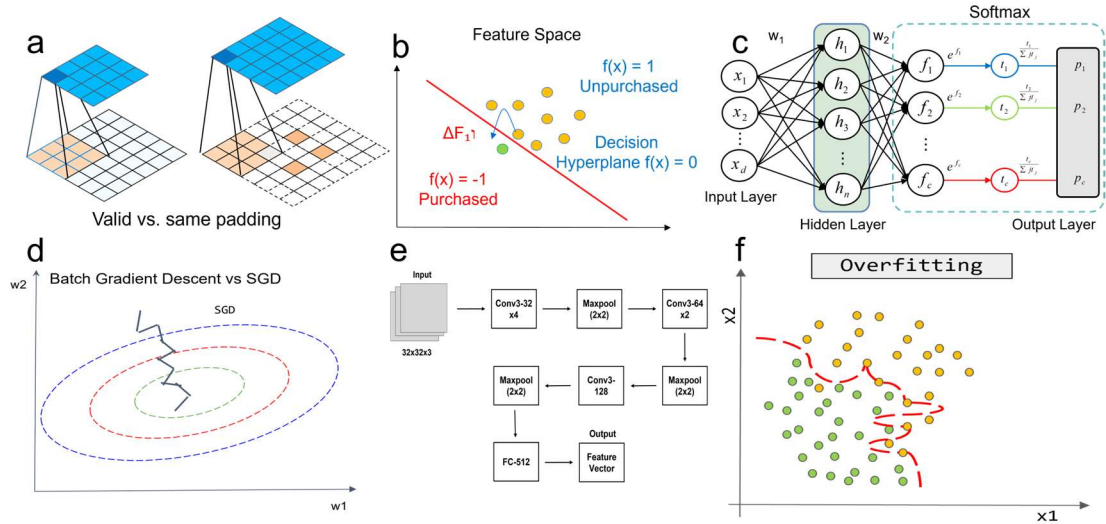 a
Valid vs. same padding
b
Feature Space
f(x) = 1
Unpurchased
ΔF₁
Decision
Hyperplane f(x) = 0
f(x) = -1
Purchased
c
Softmax
w₁
w₂
x₁
x₂
x_d
h₁
h₂
h₃
⋮
hₙ
f₁
f₂
⋮
f_c
e^f₁
e^f₂
e^f_c
t₁
t₂
t_c
p₁
p₂
p_c
Input Layer
Hidden Layer
Output Layer
d
Batch Gradient Descent vs SGD
w2
SGD
w1
e
Input
32x32x3
Conv3-32
x4
Maxpool
(2x2)
Conv3-64
x2
Maxpool
(2x2)
Conv3-
128
Maxpool
(2x2)
FC-512
Output
Feature
Vector
f
Overfitting
x2
x1